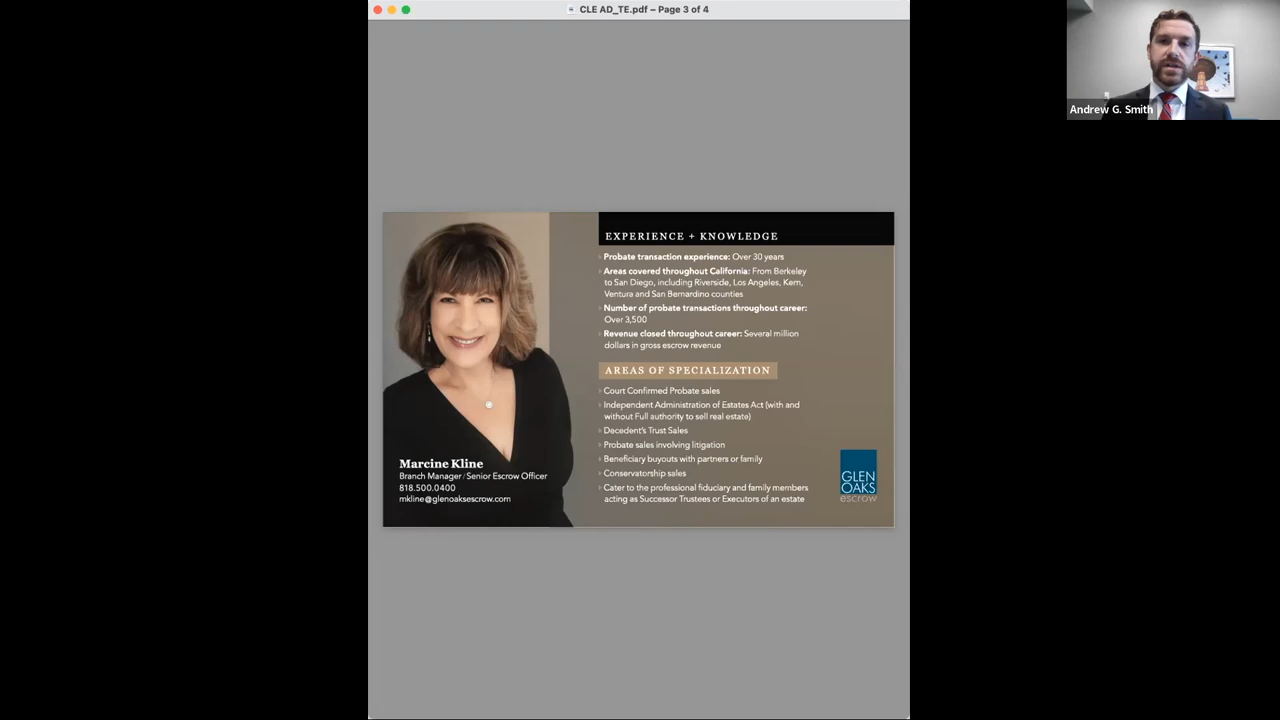 CLE AD_TE.pdf – Page 3 of 4
Andrew G. Smith
EXPERIENCE + KNOWLEDGE
Probate transaction experience: Over 30 years
Areas covered throughout California: From Berkeley
to San Diego, including Riverside, Los Angeles, Kern,
Ventura and San Bernardino counties
Number of probate transactions throughout career:
Over 3,500
Revenue closed throughout career: Several million
dollars in gross escrow revenue
AREAS OF SPECIALIZATION
Court Confirmed Probate sales
Independent Administration of Estates Act (with and
without Full authority to sell real estate)
Decedent's Trust Sales
Probate sales involving litigation
Beneficiary buyouts with partners or family
Conservatorship sales
Cater to the professional fiduciary and family members
acting as Successor Trustees or Executors of an estate
Marcine Kline
Branch Manager / Senior Escrow Officer
818.500.0400
mkline@glenoaksescrow.com
GLEN
OAKS
escrow